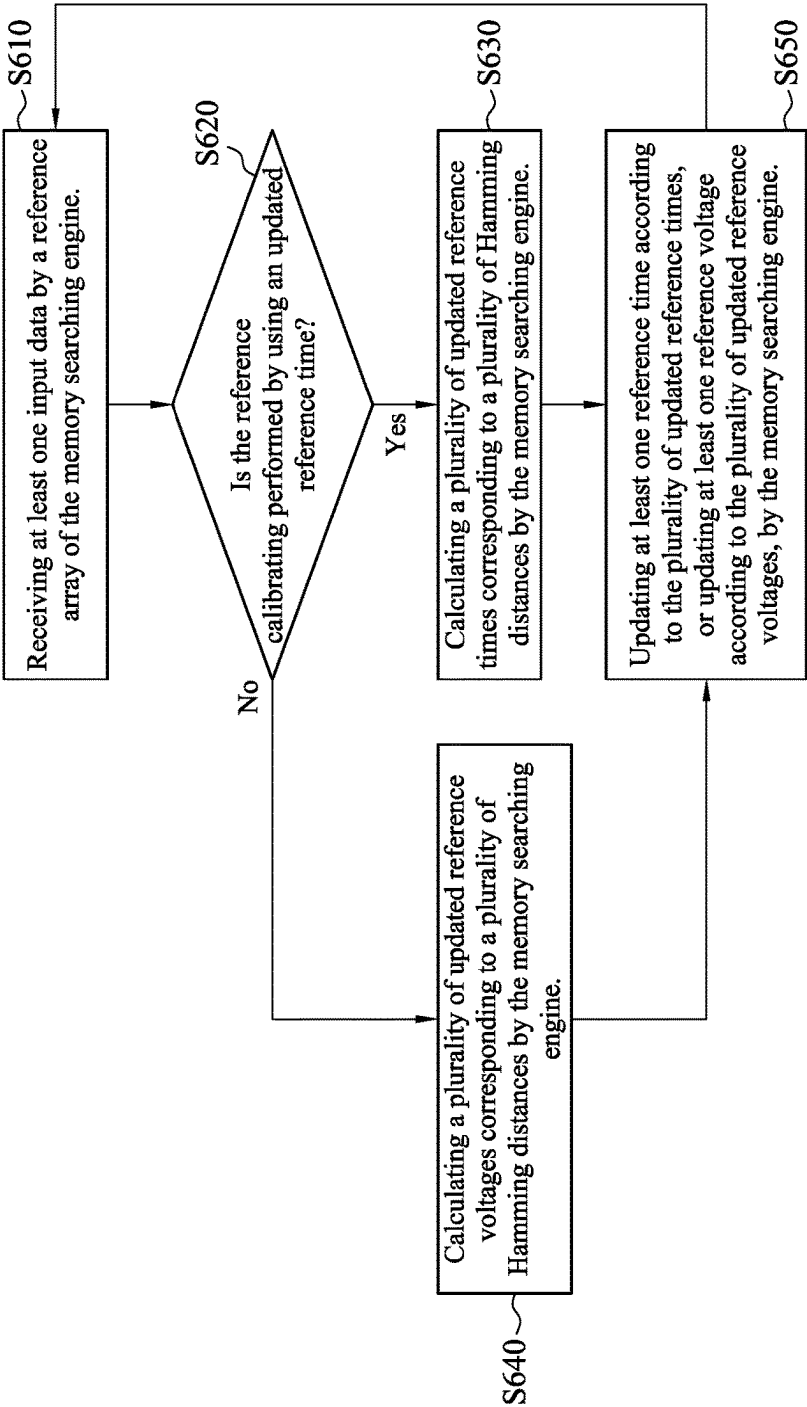 S610
Receiving at least one input data by a reference
array of the memory searching engine.
S620
Is the reference
calibrating performed by using an updated
reference time?
No
Yes
S630
Calculating a plurality of updated reference
times corresponding to a plurality of Hamming
distances by the memory searching engine.
S640
Calculating a plurality of updated reference
voltages corresponding to a plurality of
Hamming distances by the memory searching
engine.
S650
Updating at least one reference time according
to the plurality of updated reference times,
or updating at least one reference voltage
according to the plurality of updated reference
voltages, by the memory searching engine.